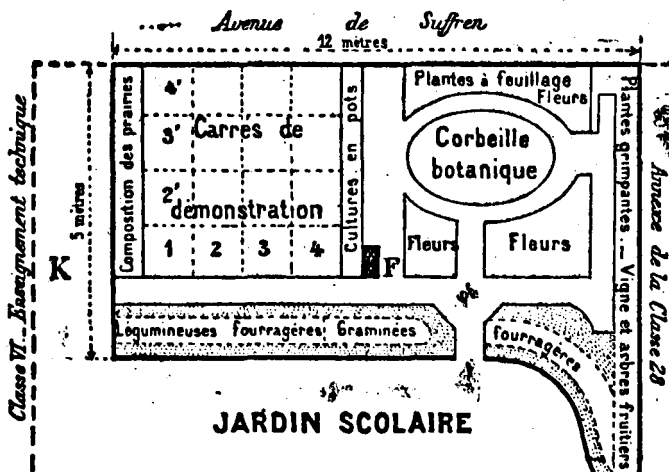 Avenue de Suffren
12 mètres
Classe VI _ Enseignement technique
K
5 mètres
Composition des prairies
4'
3'
2'
1 2 3 4
Carres de
démonstration
Cultures en pots
F
Plantes à feuillage
Fleurs
Corbeille
botanique
Fleurs
Fleurs
Plantes grimpantes _ Vigne et arbres fruitiers
Annexe de la Classe 28
Légumineuses fourragères Graminées
fourragères
JARDIN SCOLAIRE